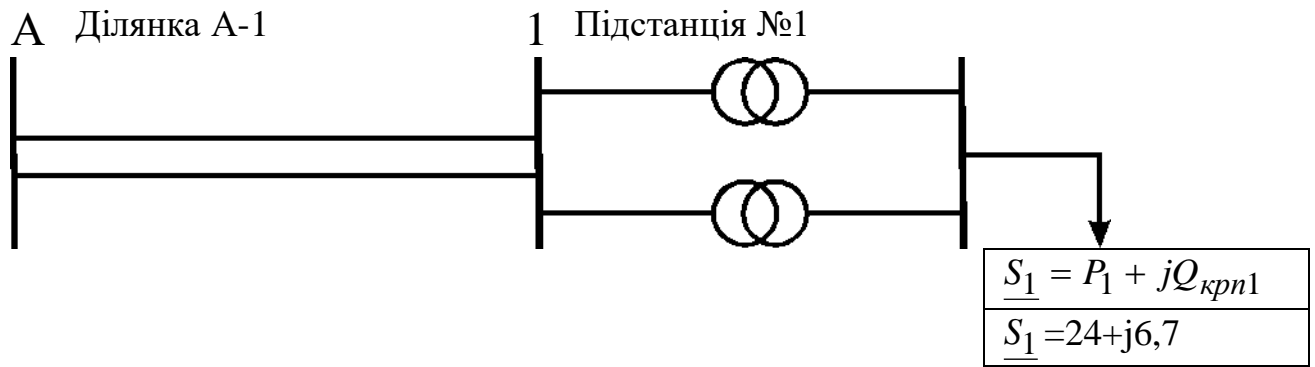 А Ділянка А-1 1 Підстанція №1
S1 = P1 + jQкрп1
S1 =24+j6,7